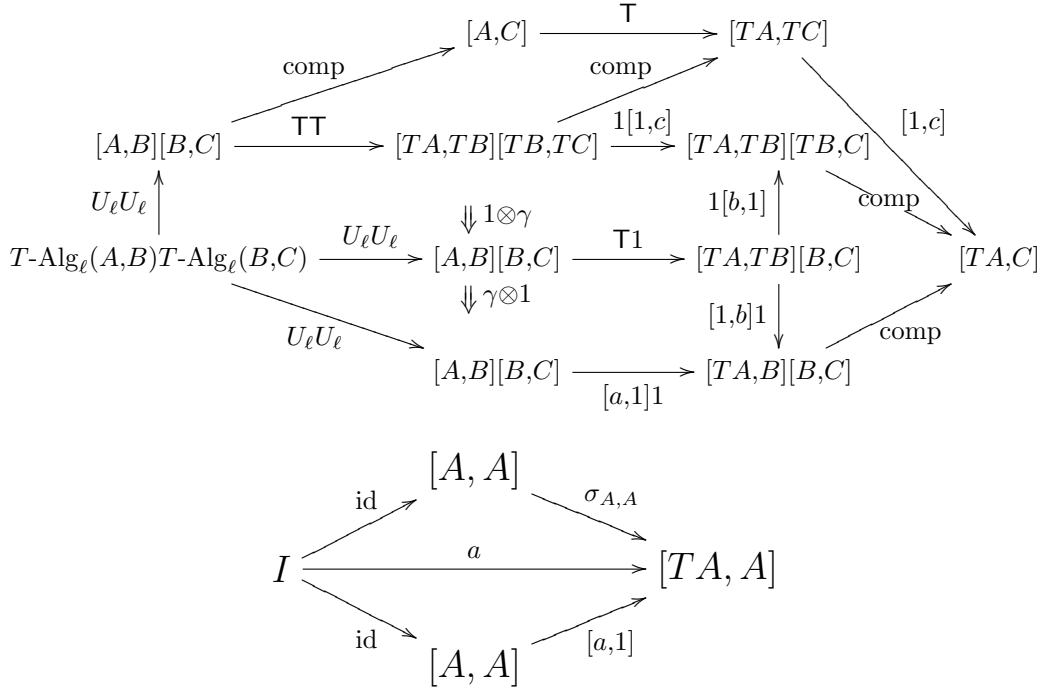 T
[A,C] [TA,TC]
comp comp
TT 1[1,c] [1,c]
[A,B][B,C] [TA,TB][TB,TC] [TA,TB][TB,C]
U_ℓU_ℓ ⇓ 1⊗γ 1[b,1] comp
U_ℓU_ℓ T1
T-Alg_ℓ(A,B)T-Alg_ℓ(B,C) [A,B][B,C] [TA,TB][B,C] [TA,C]
⇓ γ⊗1 [1,b]1
U_ℓU_ℓ comp
[A,B][B,C] [TA,B][B,C]
[a,1]1
[A, A]
id σ_{A,A}
a
I [TA, A]
id [a,1]
[A, A]